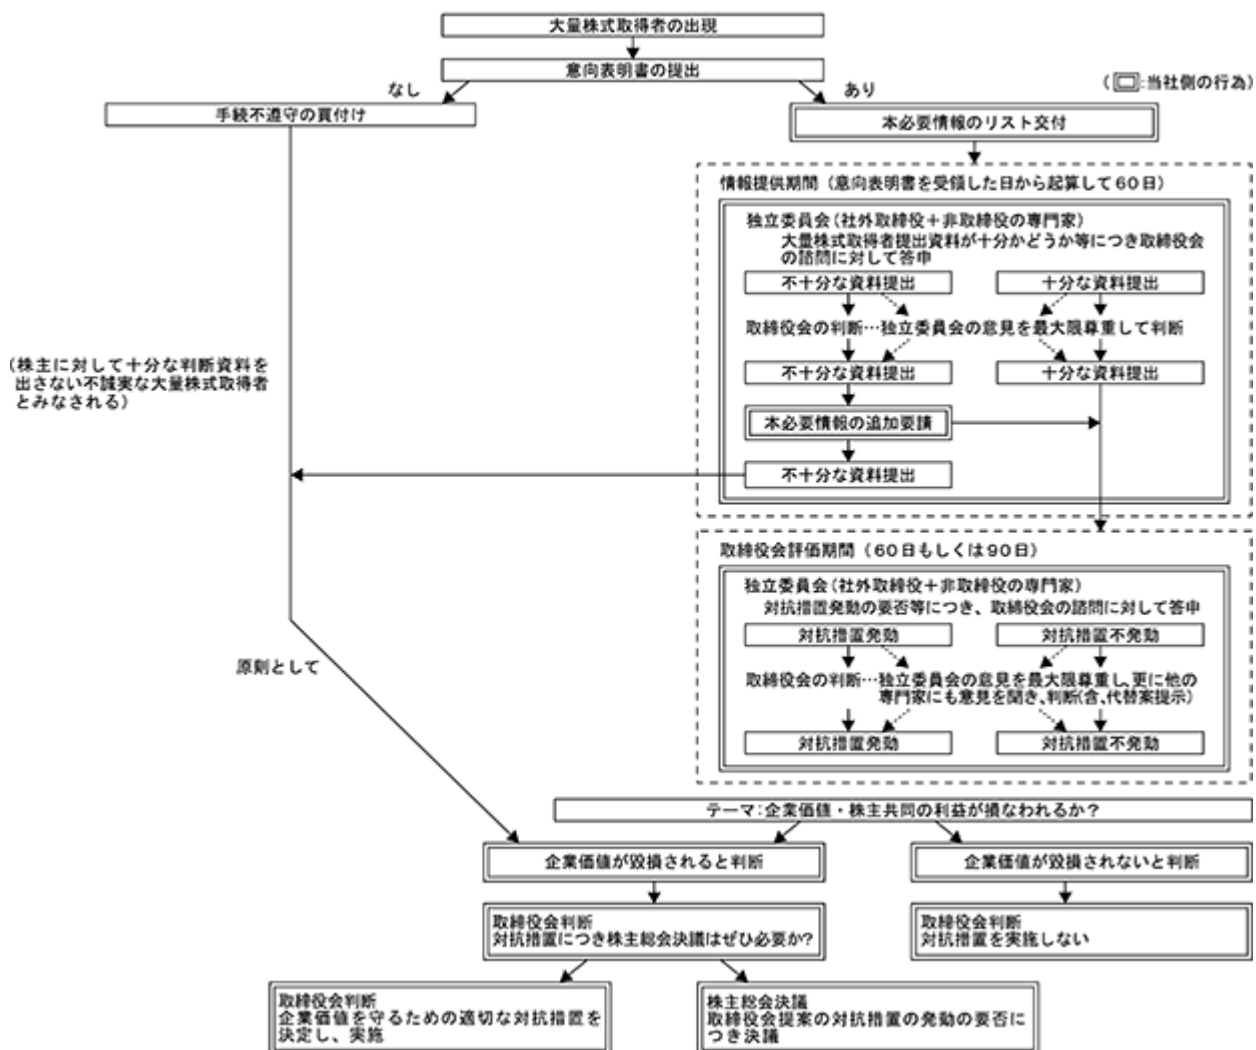 大量株式取得者の出現
意向表明書の提出
なし
あり
(回:当社側の行為)
手続不遵守の買付け
本必要情報のリスト交付
情報提供期間(意向表明書を受領した日から起算して60日)
独立委員会(社外取締役+非取締役の専門家)
大量株式取得者提出資料が十分かどうか等につき取締役会
の諮問に対して答申
不十分な資料提出
十分な資料提出
取締役会の判断…独立委員会の意見を最大限尊重して判断
不十分な資料提出
十分な資料提出
(株主に対して十分な判断資料を
出さない不誠実な大量株式取得者
とみなされる)
本必要情報の追加要請
不十分な資料提出
取締役会評価期間(60日もしくは90日)
独立委員会(社外取締役+非取締役の専門家)
対抗措置発動の要否等につき、取締役会の諮問に対して答申
対抗措置発動
対抗措置不発動
原則として
取締役会の判断…独立委員会の意見を最大限尊重し、更に他の
専門家にも意見を聞き、判断(含、代替案提示)
対抗措置発動
対抗措置不発動
テーマ:企業価値・株主共同の利益が損なわれるか?
企業価値が毀損されると判断
企業価値が毀損されないと判断
取締役会判断
対抗措置につき株主総会決議はぜひ必要か?
取締役会判断
対抗措置を実施しない
取締役会判断
企業価値を守るための適切な対抗措置を
決定し、実施
株主総会決議
取締役会提案の対抗措置の発動の要否に
つき決議